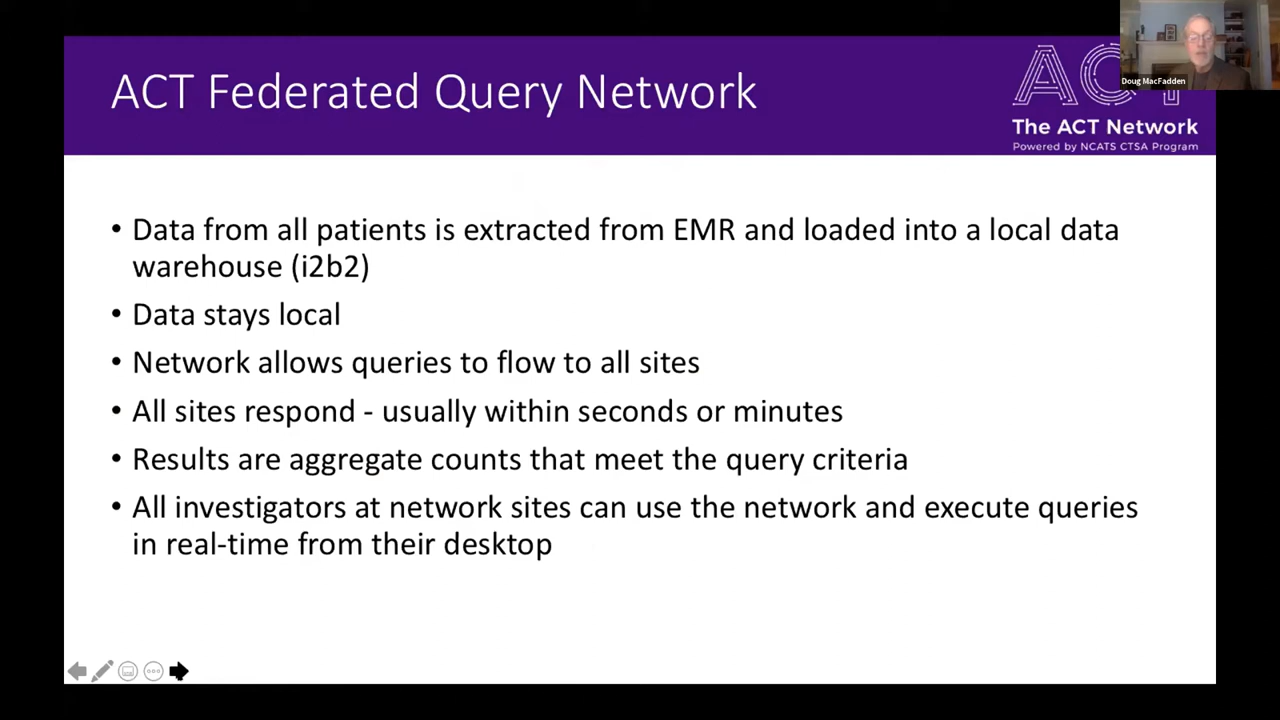 Doug MacFadden
ACT Federated Query Network
ACT
The ACT Network
Powered by NCATS CTSA Program
• Data from all patients is extracted from EMR and loaded into a local data
warehouse (i2b2)
• Data stays local
• Network allows queries to flow to all sites
• All sites respond - usually within seconds or minutes
• Results are aggregate counts that meet the query criteria
• All investigators at network sites can use the network and execute queries
in real-time from their desktop